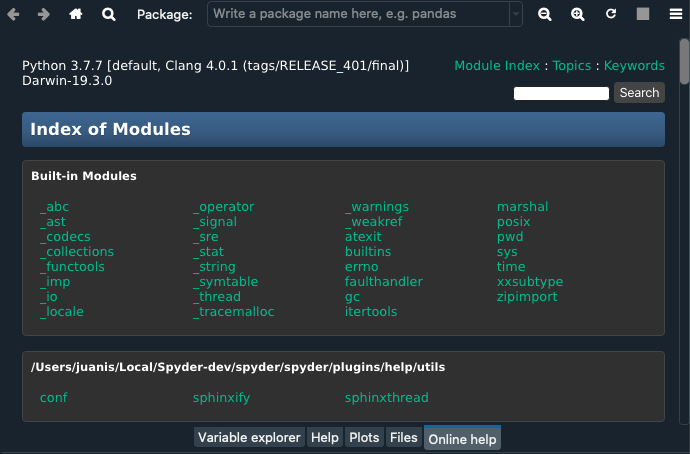 Package: Write a package name here, e.g. pandas
Python 3.7.7 [default, Clang 4.0.1 (tags/RELEASE_401/final)]
Darwin-19.3.0
Module Index : Topics : Keywords
Search
Index of Modules
Built-in Modules
_abc _operator _warnings marshal
_ast _signal _weakref posix
_codecs _sre atexit pwd
_collections _stat builtins sys
_functools _string errno time
_imp _symtable faulthandler xxsubtype
_io _thread gc zipimport
_locale _tracemalloc itertools
/Users/juanis/Local/Spyder-dev/spyder/spyder/plugins/help/utils
conf sphinxify sphinxthread
Variable explorer Help Plots Files Online help